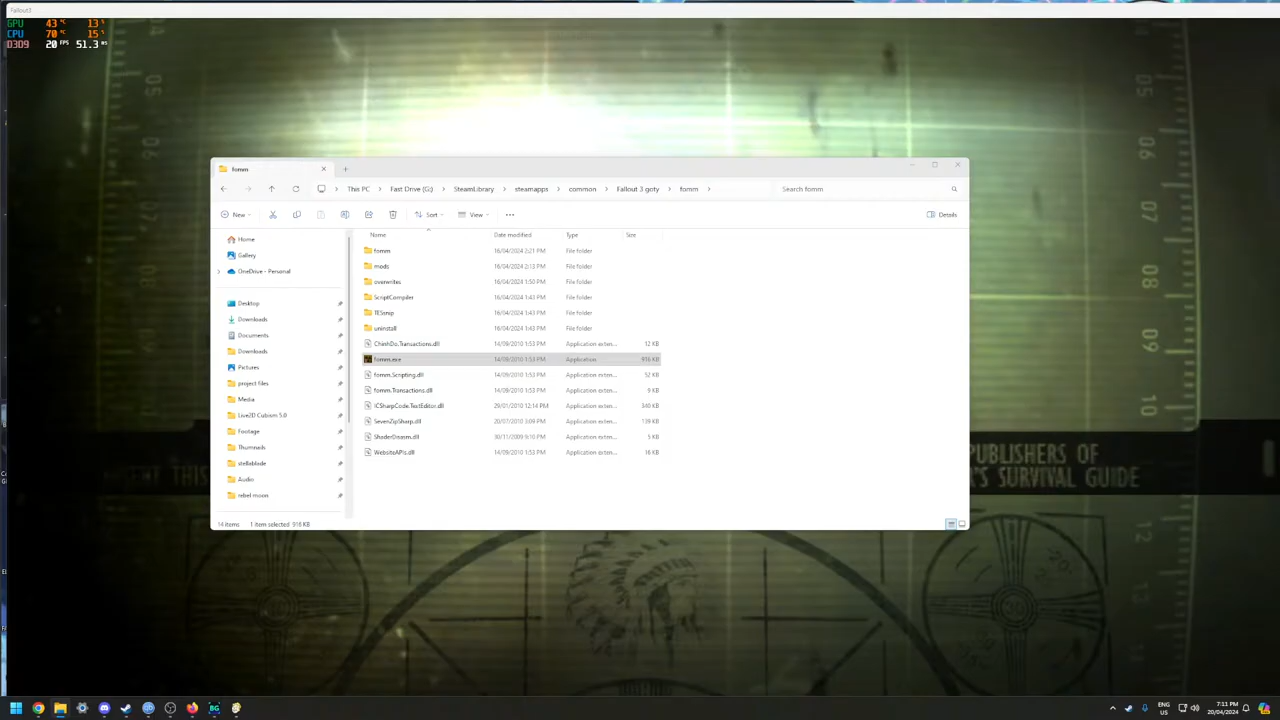 Fallout3
GPU 43 °C 13 %
CPU 70 °C 15 %
D3D9 20 FPS 51.3 ms
fomm
This PC > Fast Drive (G:) > SteamLibrary > steamapps > common > Fallout 3 goty > fomm >
Search fomm
New Sort View ... Details
Name Date modified Type Size
Home
Gallery
OneDrive - Personal
Desktop
Downloads
Documents
Downloads
Pictures
project files
Media
Live2D Cubism 5.0
Footage
Thumnads
stellablade
Audio
rebel moon
fomm 16/04/2024 2:21 PM File folder
mods 16/04/2024 2:13 PM File folder
overwrites 16/04/2024 1:50 PM File folder
ScriptCompiler 16/04/2024 1:43 PM File folder
TESsnip 16/04/2024 1:43 PM File folder
uninstall 16/04/2024 1:43 PM File folder
ChinhDo.Transactions.dll 14/09/2010 1:53 PM Application exten... 12 KB
fomm.exe 14/09/2010 1:53 PM Application 916 KB
fomm.Scripting.dll 14/09/2010 1:53 PM Application exten... 52 KB
fomm.Transactions.dll 14/09/2010 1:53 PM Application exten... 9 KB
ICSharpCode.TextEditor.dll 29/01/2010 12:14 PM Application exten... 340 KB
SevenZipSharp.dll 20/07/2010 3:09 PM Application exten... 139 KB
ShaderDisasm.dll 30/11/2009 9:10 PM Application exten... 5 KB
WebsiteAPIs.dll 14/09/2010 1:53 PM Application exten... 16 KB
14 items 1 item selected 916 KB
PUBLISHERS OF
THIS 'S SURVIVAL GUIDE
05
06
07
08
09
10
12
30
BG
ENG
US
7:11 PM
20/04/2024